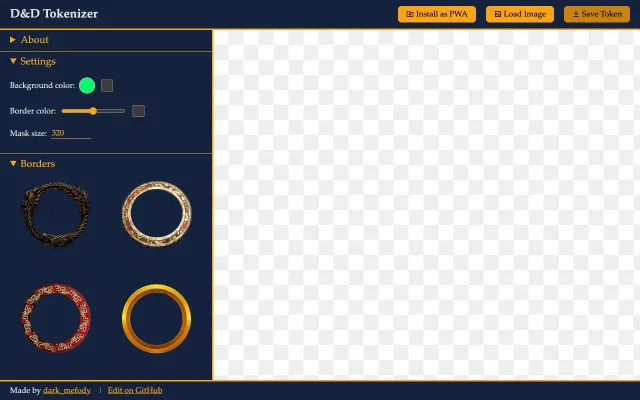 D&D Tokenizer
Install as PWA
Load Image
Save Token
About
Settings
Background color:
Border color:
Mask size: 320
Borders
Made by dark_mefody | Edit on GitHub